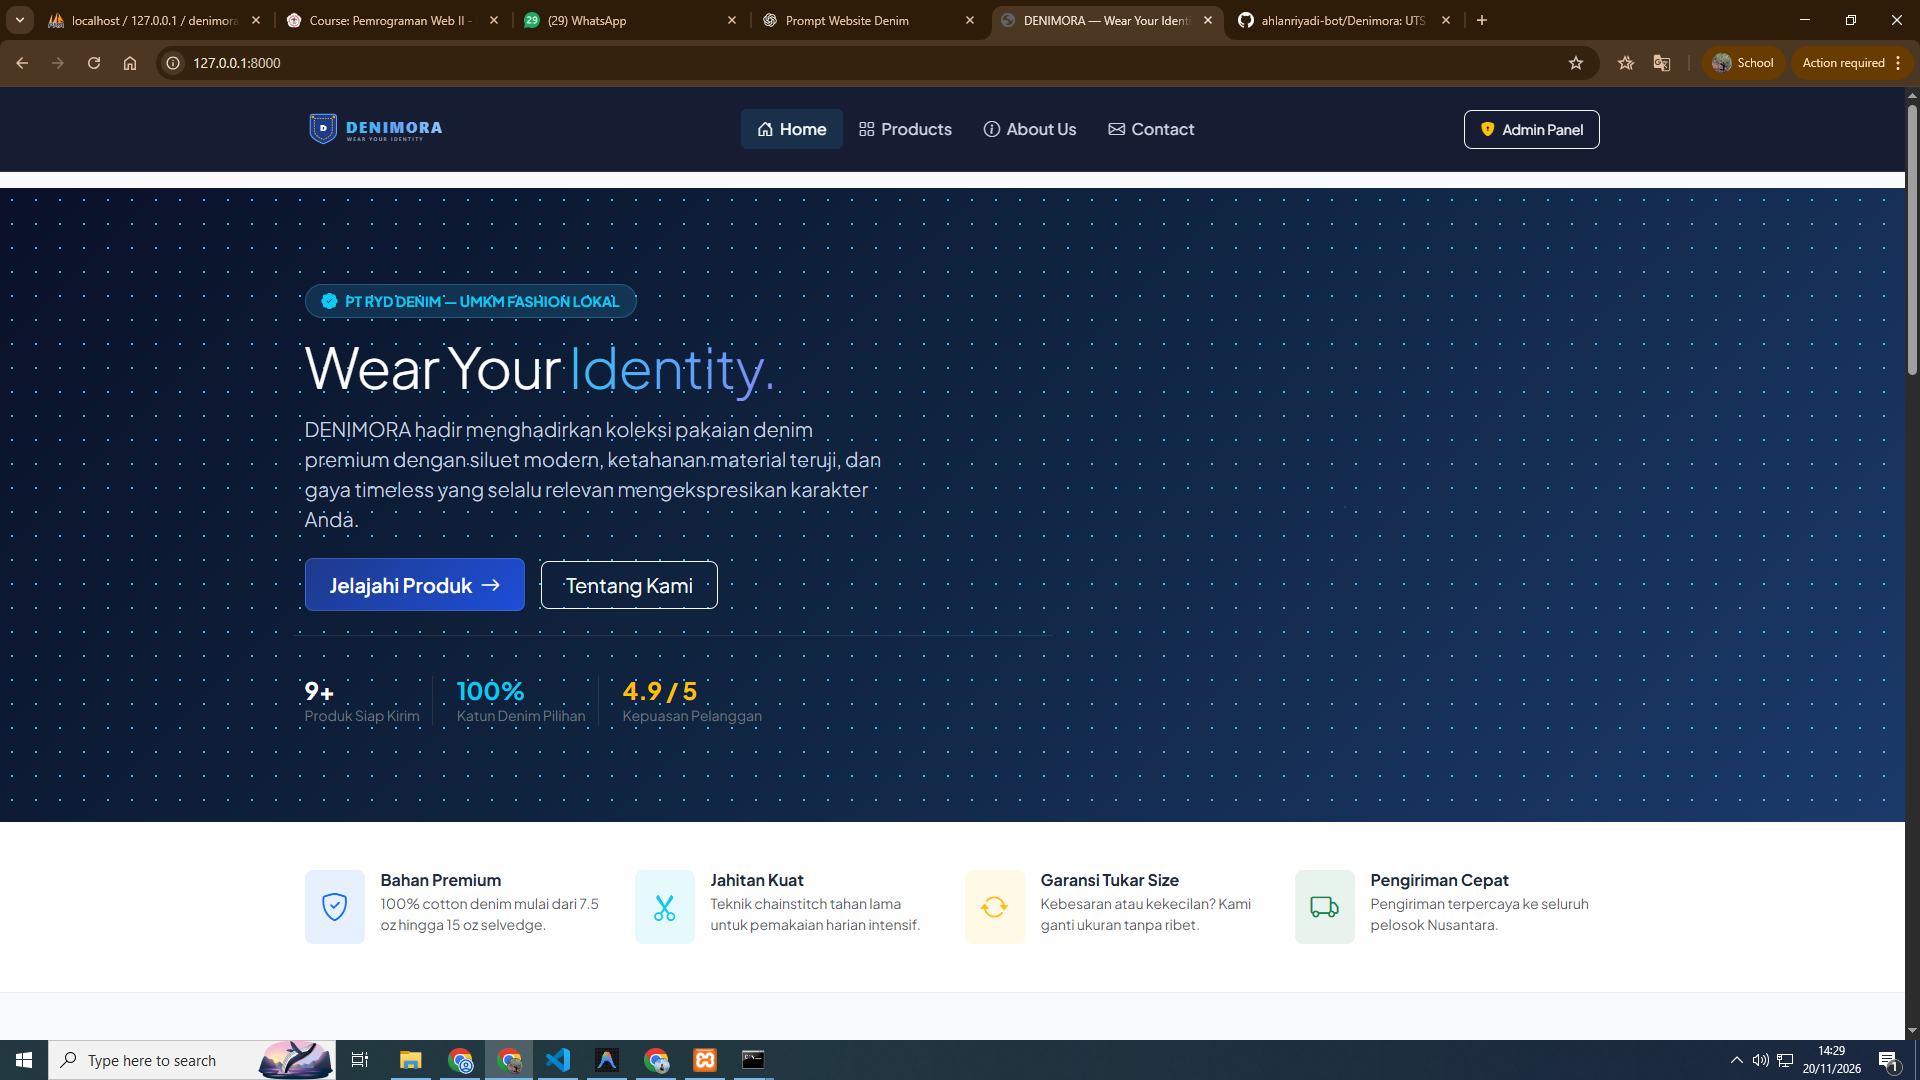 localhost / 127.0.0.1 / denimora
Course: Pemrograman Web II -
29
(29) WhatsApp
Prompt Website Denim
DENIMORA — Wear Your Identi
ahlanriyadi-bot/Denimora: UTS
127.0.0.1:8000
School
Action required
D
DENIMORA
WEAR YOUR IDENTITY
Home
Products
About Us
Contact
Admin Panel
PT RYD DENIM — UMKM FASHION LOKAL
Wear Your Identity.
DENIMORA hadir menghadirkan koleksi pakaian denim
premium dengan siluet modern, ketahanan material teruji, dan
gaya timeless yang selalu relevan mengekspresikan karakter
Anda.
Jelajahi Produk
Tentang Kami
9+
Produk Siap Kirim
100%
Katun Denim Pilihan
4.9 / 5
Kepuasan Pelanggan
Bahan Premium
100% cotton denim mulai dari 7.5
oz hingga 15 oz selvedge.
Jahitan Kuat
Teknik chainstitch tahan lama
untuk pemakaian harian intensif.
Garansi Tukar Size
Kebesaran atau kekecilan? Kami
ganti ukuran tanpa ribet.
Pengiriman Cepat
Pengiriman terpercaya ke seluruh
pelosok Nusantara.
Type here to search
14:29
20/11/2026
1